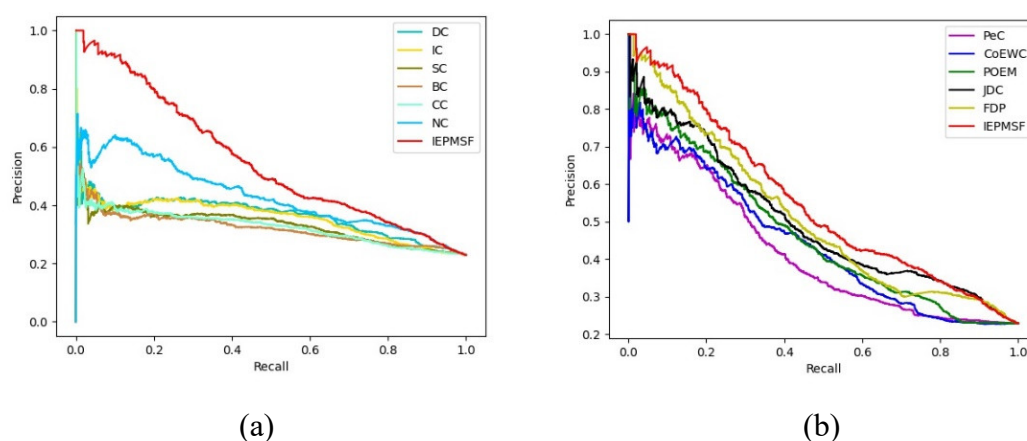 1.0
0.8
0.6
0.4
0.2
0.0
Precision
0.0 0.2 0.4 0.6 0.8 1.0
Recall
DC
IC
SC
BC
CC
NC
IEPMSF
(a)
1.0
0.9
0.8
0.7
0.6
0.5
0.4
0.3
0.2
Precision
0.0 0.2 0.4 0.6 0.8 1.0
Recall
PeC
CoEWC
POEM
JDC
FDP
IEPMSF
(b)